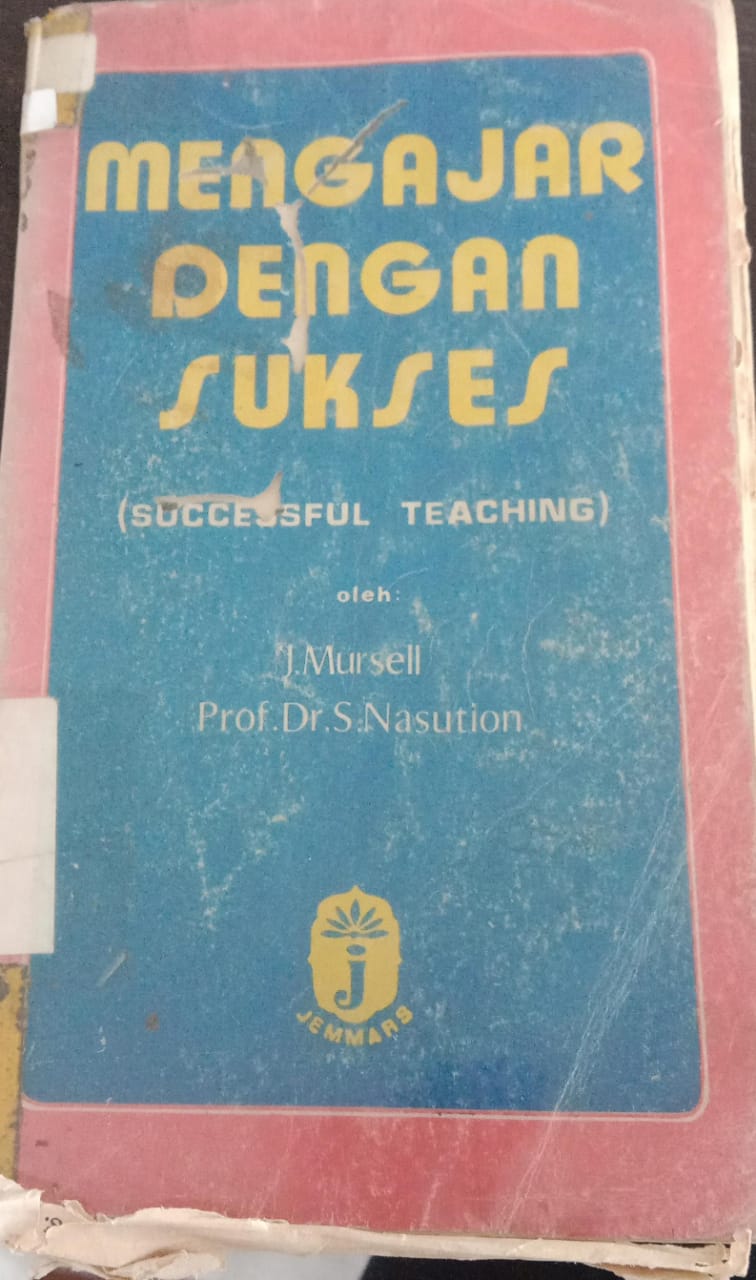 MENGAJAR
DENGAN
SUKSES
(SUCCESSFUL TEACHING)
oleh:
J.Mursell
Prof.Dr.S.Nasution
j
JEMMARS